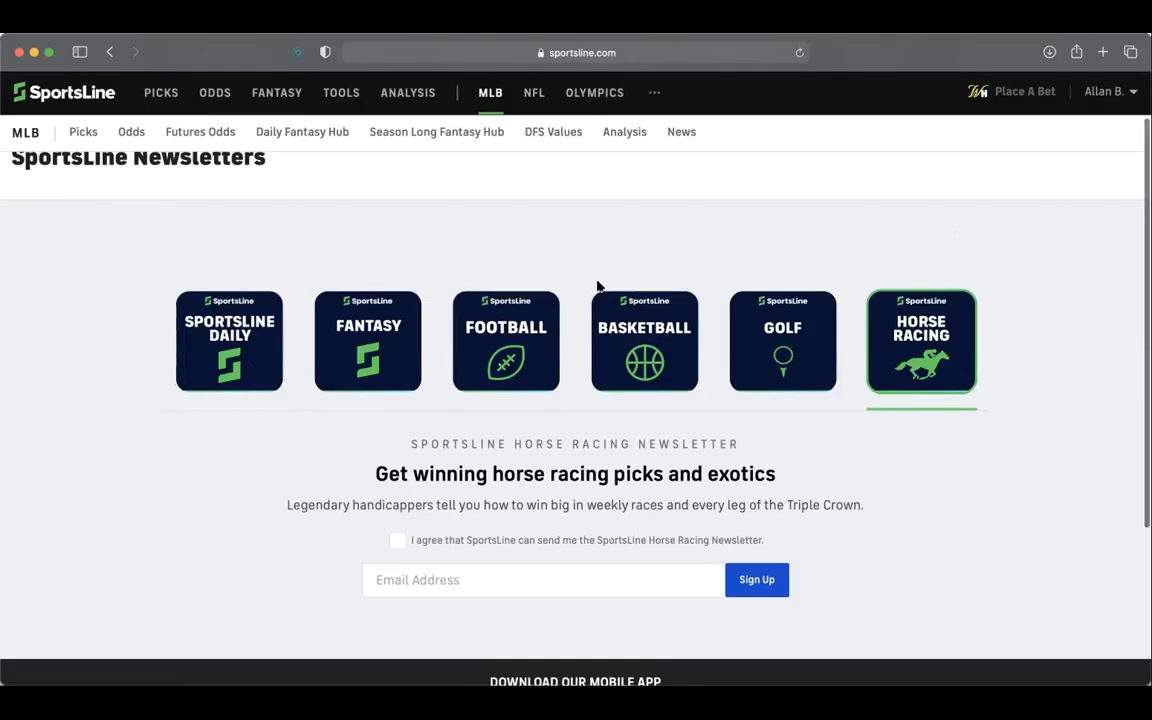 sportsline.com
SportsLine PICKS ODDS FANTASY TOOLS ANALYSIS MLB NFL OLYMPICS ··· WH Place A Bet Allan B.
MLB Picks Odds Futures Odds Daily Fantasy Hub Season Long Fantasy Hub DFS Values Analysis News
SportsLine Newsletters
SportsLine SportsLine SportsLine SportsLine SportsLine SportsLine
SPORTSLINE DAILY FANTASY FOOTBALL BASKETBALL GOLF HORSE RACING
SPORTSLINE HORSE RACING NEWSLETTER
Get winning horse racing picks and exotics
Legendary handicappers tell you how to win big in weekly races and every leg of the Triple Crown.
I agree that SportsLine can send me the SportsLine Horse Racing Newsletter.
Email Address Sign Up
DOWNLOAD OUR MOBILE APP